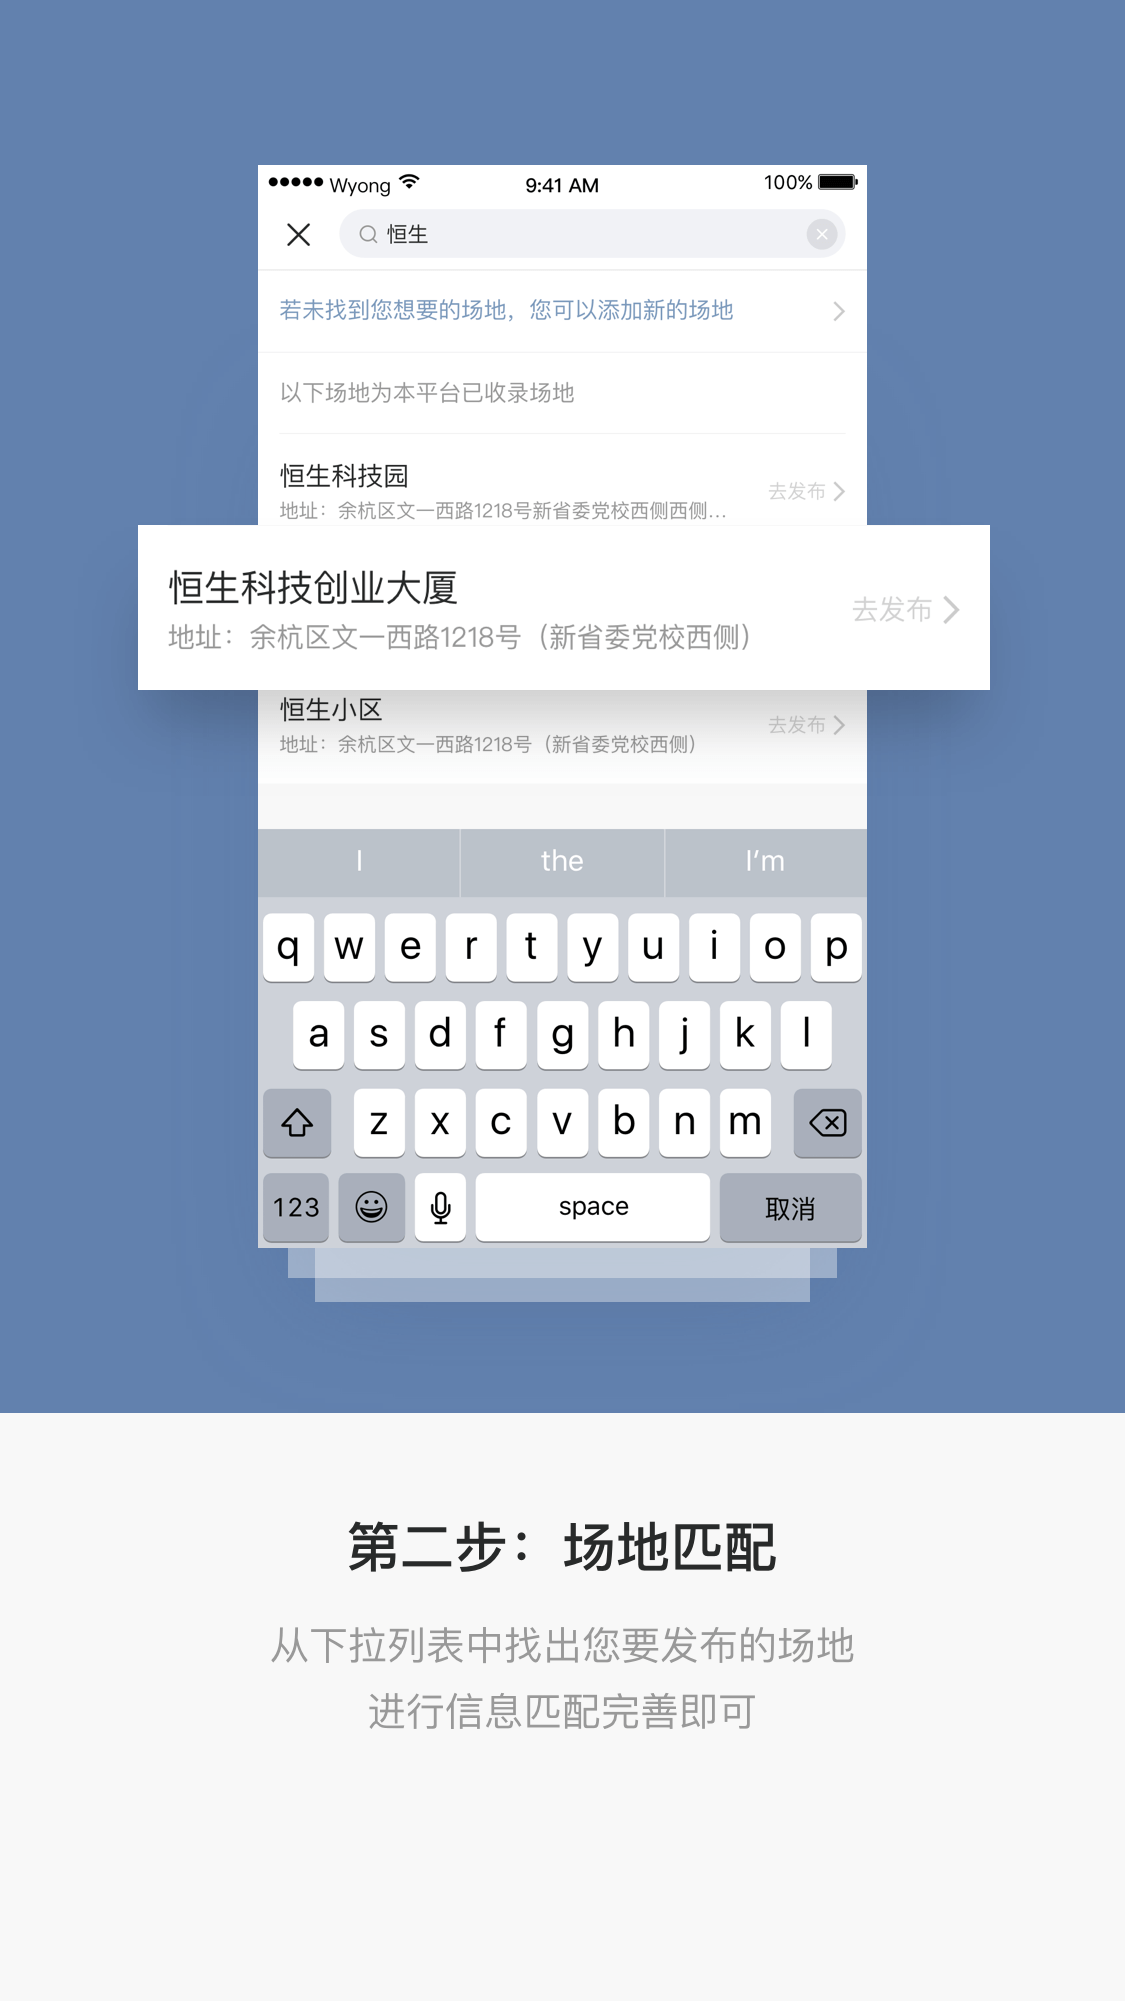 Wyong 9:41 AM 100%
恒生
若未找到您想要的场地，您可以添加新的场地
以下场地为本平台已收录场地
恒生科技园
去发布
地址：余杭区文一西路1218号新省委党校西侧西侧...
恒生科技创业大厦
去发布
地址：余杭区文一西路1218号（新省委党校西侧）
恒生小区
去发布
地址：余杭区文一西路1218号（新省委党校西侧）
I the I’m
q w e r t y u i o p
a s d f g h j k l
z x c v b n m
123 space 取消
第二步：场地匹配
从下拉列表中找出您要发布的场地
进行信息匹配完善即可